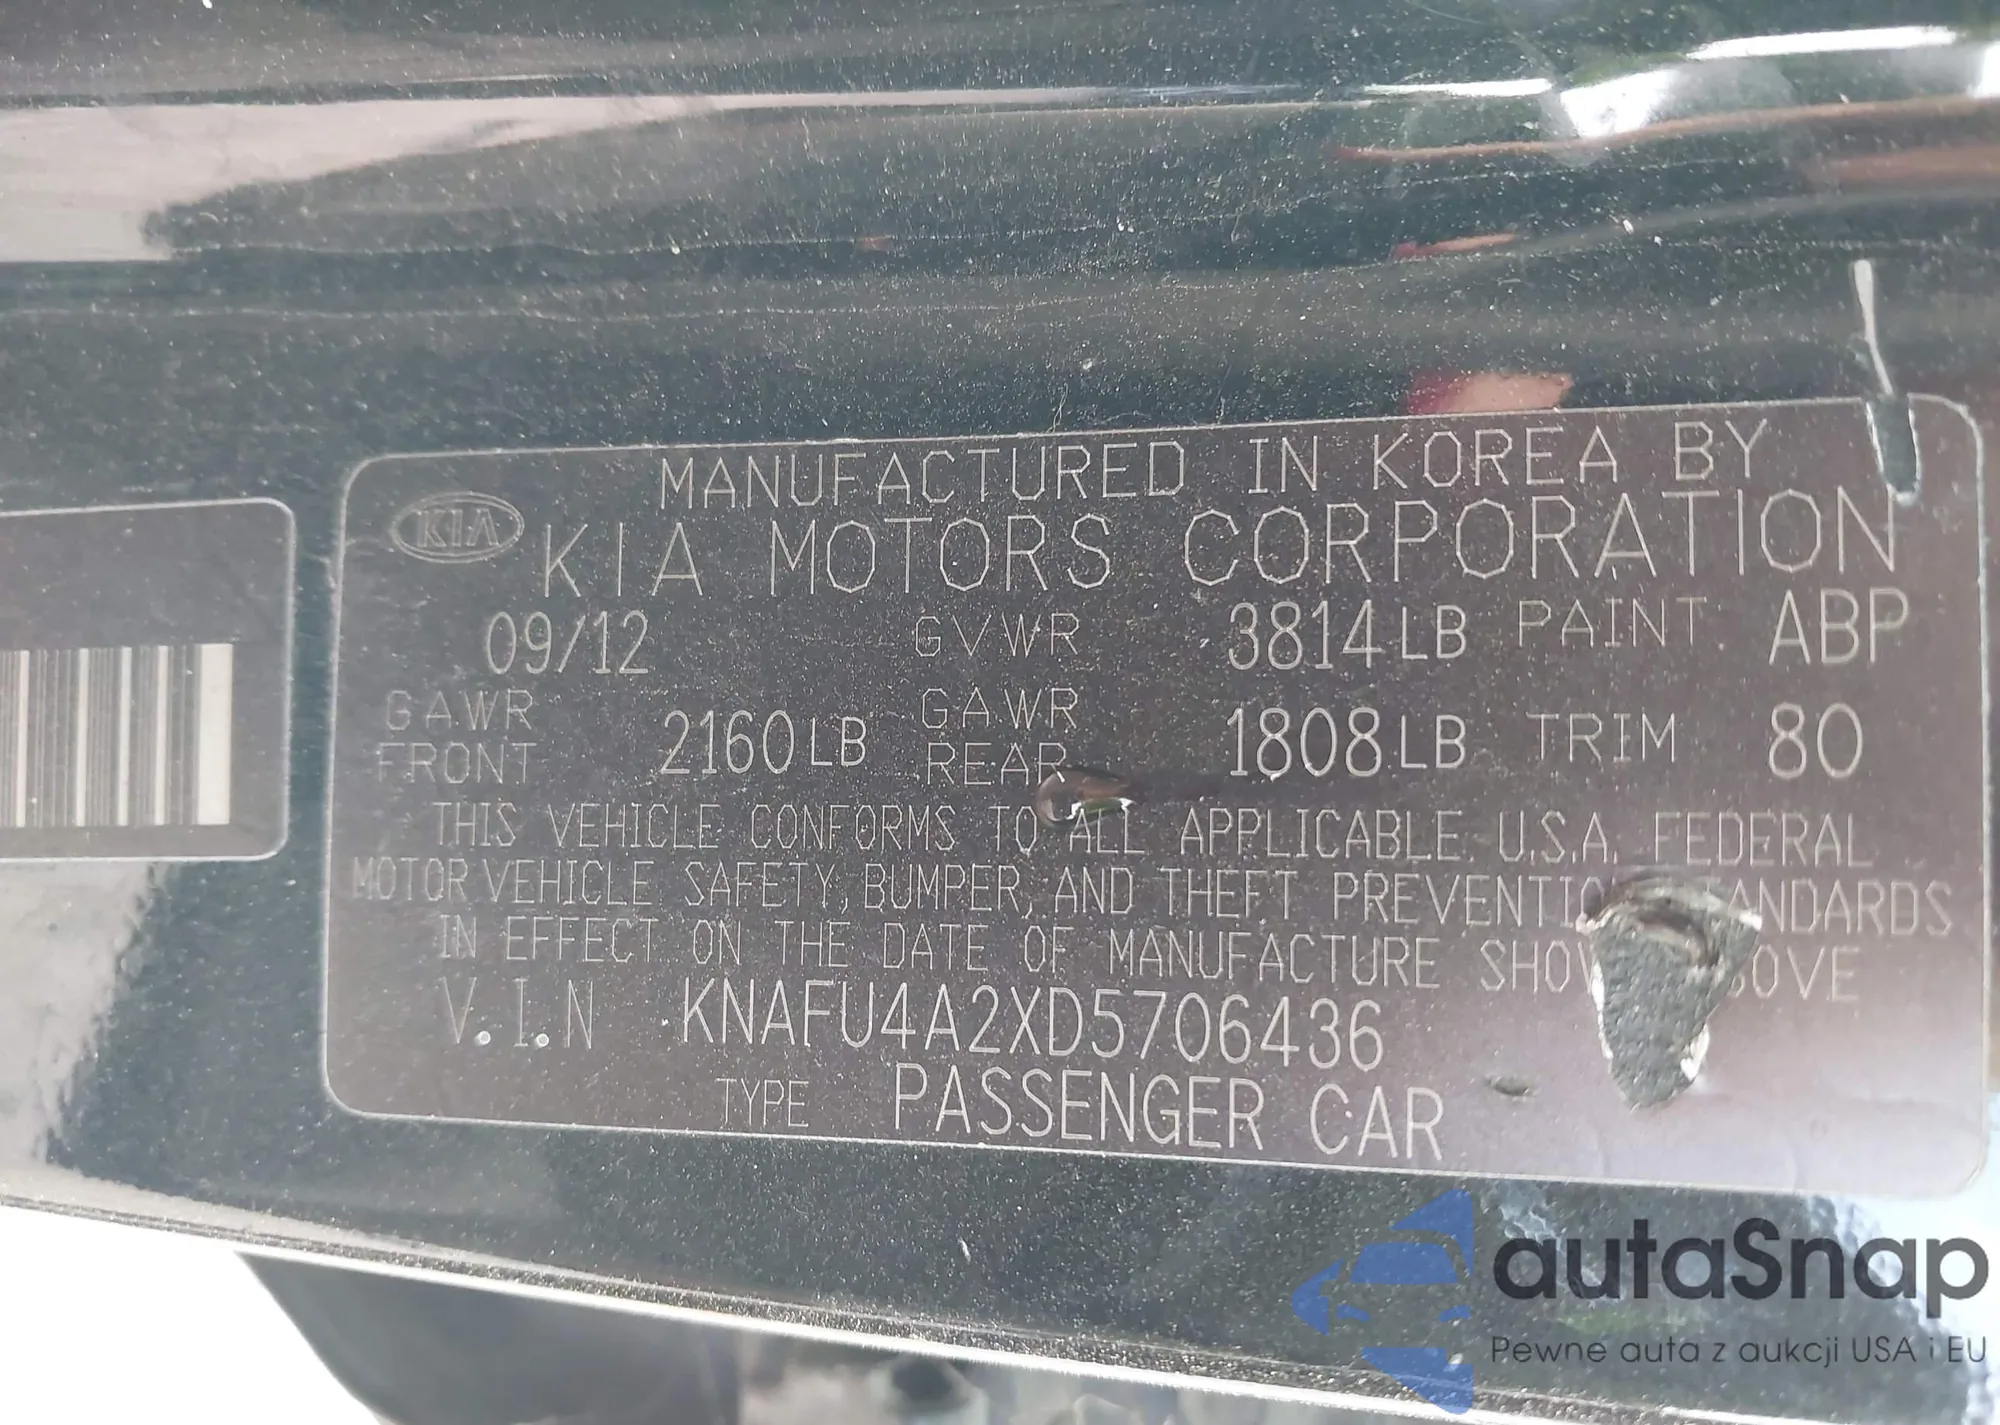 MANUFACTURED IN KOREA BY
KIA KIA MOTORS CORPORATION
09/12 GVWR 3814LB PAINT ABP
GAWR FRONT 2160LB GAWR REAR 1808LB TRIM 80
THIS VEHICLE CONFORMS TO ALL APPLICABLE U.S.A. FEDERAL
MOTOR VEHICLE SAFETY, BUMPER, AND THEFT PREVENTION STANDARDS
IN EFFECT ON THE DATE OF MANUFACTURE
V.I.N KNAFU4A2XD5706436
TYPE PASSENGER CAR
autaSnap
Pewne auta z aukcji USA i EU